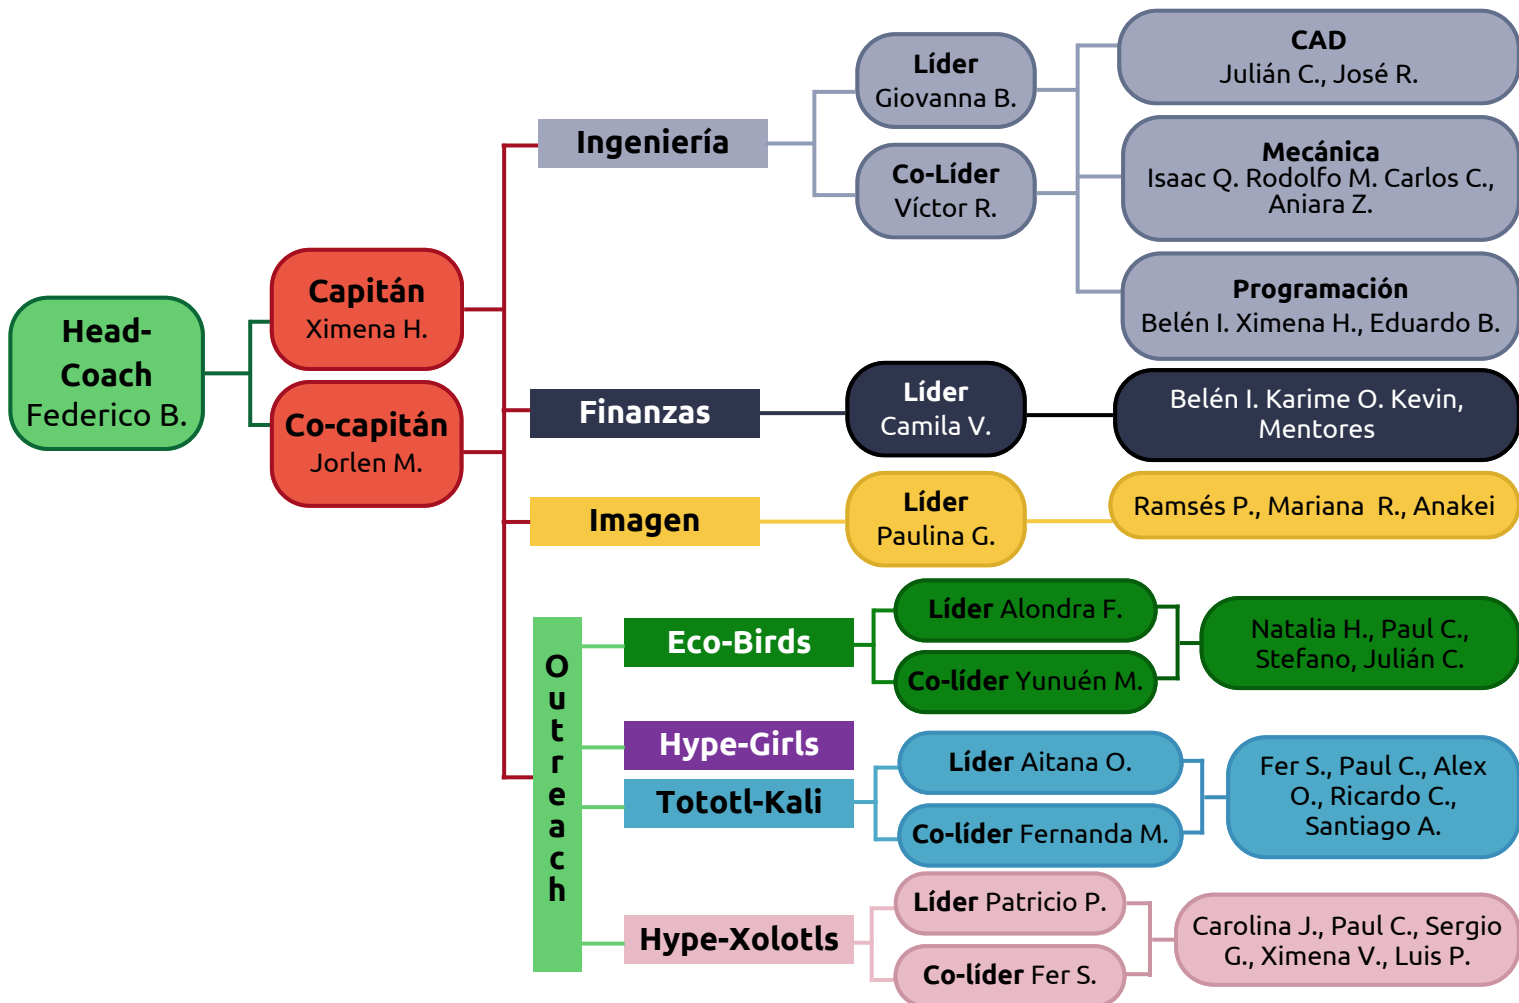 Head-
Coach
Federico B.
Capitán
Ximena H.
Co-capitán
Jorlen M.
Ingeniería
Líder
Giovanna B.
Co-Líder
Víctor R.
CAD
Julián C., José R.
Mecánica
Isaac Q. Rodolfo M. Carlos C.,
Aniara Z.
Programación
Belén I. Ximena H., Eduardo B.
Finanzas
Líder
Camila V.
Belén I. Karime O. Kevin,
Mentores
Imagen
Líder
Paulina G.
Ramsés P., Mariana R., Anakei
Outreach
Eco-Birds
Líder Alondra F.
Co-líder Yunuén M.
Natalia H., Paul C.,
Stefano, Julián C.
Hype-Girls
Tototl-Kali
Líder Aitana O.
Co-líder Fernanda M.
Fer S., Paul C., Alex
O., Ricardo C.,
Santiago A.
Hype-Xolotls
Líder Patricio P.
Co-líder Fer S.
Carolina J., Paul C., Sergio
G., Ximena V., Luis P.